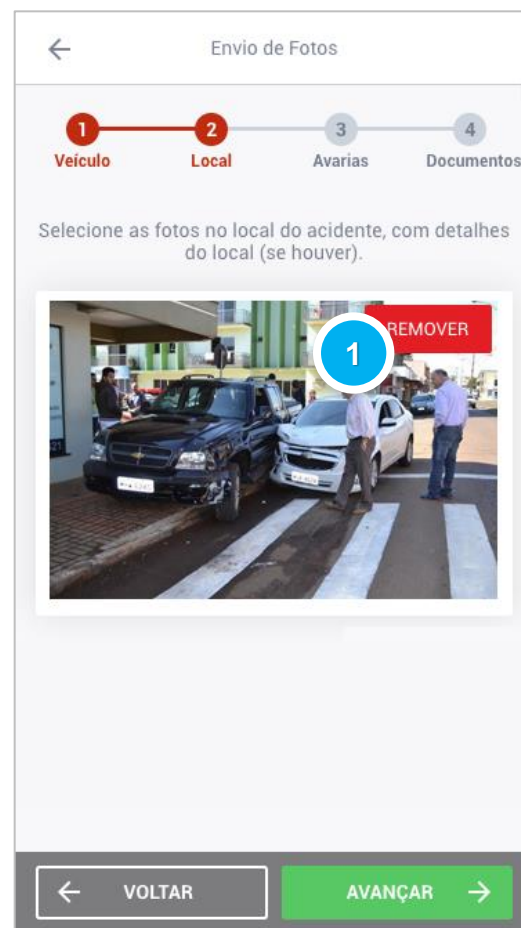 Envio de Fotos
1
2
3
4
Veículo
Local
Avarias
Documentos
Selecione as fotos no local do acidente, com detalhes
do local (se houver).
REMOVER
1
VOLTAR
AVANÇAR